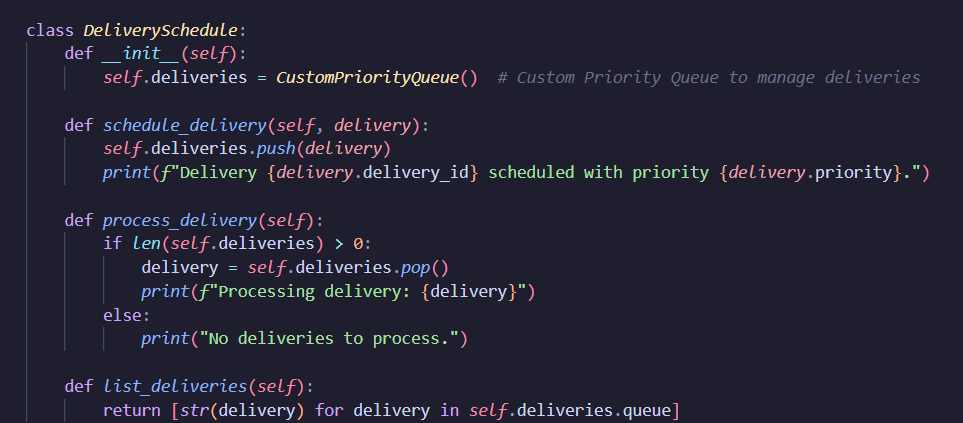 class DeliverySchedule:
    def __init__(self):
        self.deliveries = CustomPriorityQueue()  # Custom Priority Queue to manage deliveries

    def schedule_delivery(self, delivery):
        self.deliveries.push(delivery)
        print(f"Delivery {delivery.delivery_id} scheduled with priority {delivery.priority}.")

    def process_delivery(self):
        if len(self.deliveries) > 0:
            delivery = self.deliveries.pop()
            print(f"Processing delivery: {delivery}")
        else:
            print("No deliveries to process.")

    def list_deliveries(self):
        return [str(delivery) for delivery in self.deliveries.queue]